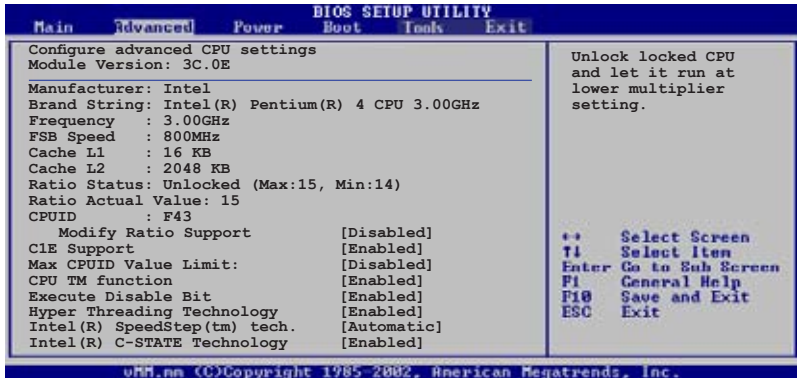 BIOS SETUP UTILITY
Main Advanced Power Boot Tools Exit
Configure advanced CPU settings
Module Version: 3C.0E
Manufacturer: Intel
Brand String: Intel(R) Pentium(R) 4 CPU 3.00GHz
Frequency : 3.00GHz
FSB Speed : 800MHz
Cache L1 : 16 KB
Cache L2 : 2048 KB
Ratio Status: Unlocked (Max:15, Min:14)
Ratio Actual Value: 15
CPUID : F43
Modify Ratio Support [Disabled]
C1E Support [Enabled]
Max CPUID Value Limit: [Disabled]
CPU TM function [Enabled]
Execute Disable Bit [Enabled]
Hyper Threading Technology [Enabled]
Intel(R) SpeedStep(tm) tech. [Automatic]
Intel(R) C-STATE Technology [Enabled]
Unlock locked CPU
and let it run at
lower multiplier
setting.
↔ Select Screen
↑↓ Select Item
Enter Go to Sub Screen
F1 General Help
F10 Save and Exit
ESC Exit
vMM.nn (C)Copyright 1985-2002, American Megatrends, Inc.